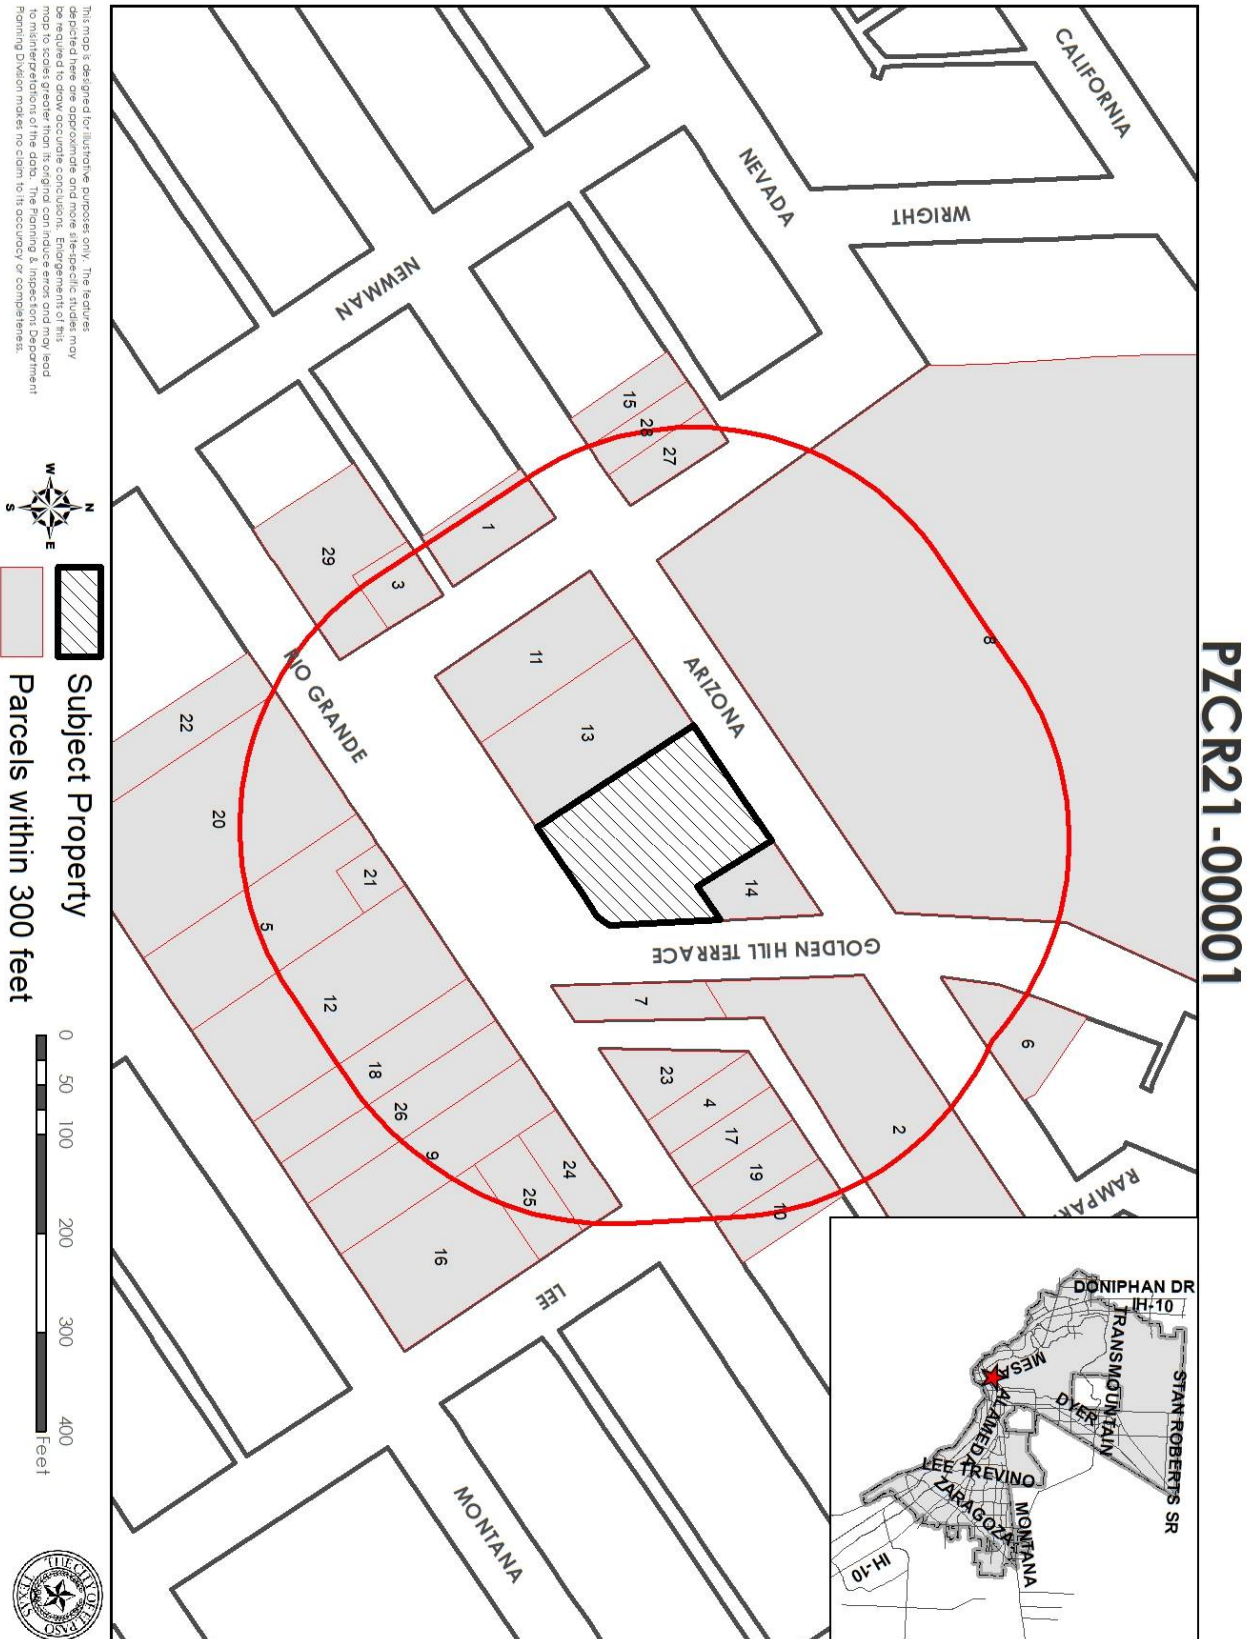 PZCR21-00001
CALIFORNIA
WRIGHT
NEVADA
NEWMAN
ARIZONA
RIO GRANDE
GOLDEN HILL TERRACE
RAMPAR
LEE
MONTANA
8
15
28
27
1
29
3
11
13
14
22
20
21
5
12
18
26
9
24
25
16
7
6
2
23
4
17
19
10
DONIPHAN DR
IH-10
TRANSMOUNTAIN
STAN ROBERTS SR
MESA
DYER
ALAMEDA
LEE TREVINO
ZARAGOZA
MONTANA
IH-10
This map is designed for illustrative purposes only. The features
depicted here are approximate and more site-specific studies may
be required to draw accurate conclusions. Enlargements of this
map to scales greater than its original can induce errors and may lead
to misinterpretations of the data. The Planning & Inspections Department
Planning Division makes no claim to its accuracy or completeness.
N
W
E
S
Subject Property
Parcels within 300 feet
0 50 100 200 300 400
Feet
THE CITY OF EL PASO
TEXAS